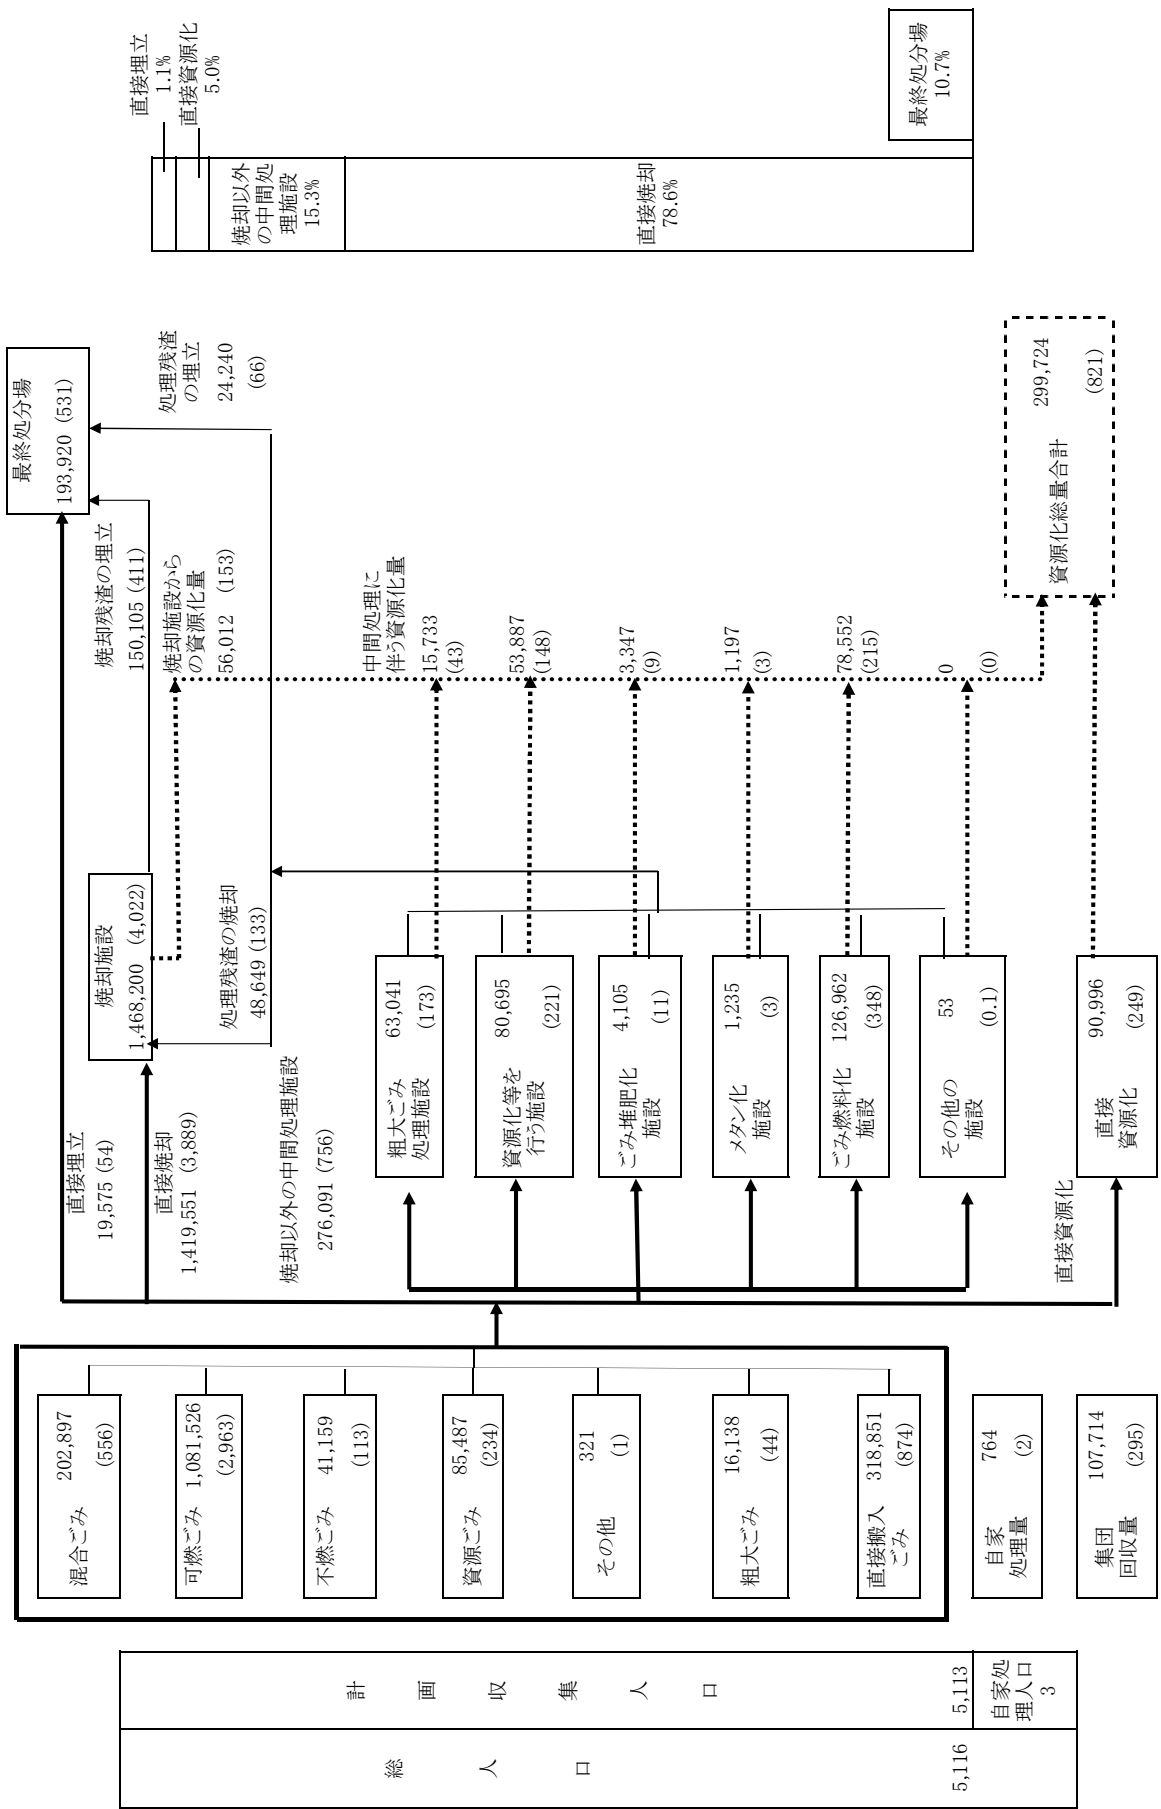 総人口
5,116
計画収集人口
5,113
自家処
理人口
3
混合ごみ
202,897
(556)
可燃ごみ
1,081,526
(2,963)
不燃ごみ
41,159
(113)
資源ごみ
85,487
(234)
その他
321
(1)
粗大ごみ
16,138
(44)
直接搬入
ごみ
318,851
(874)
自家
処理量
764
(2)
集団
回収量
107,714
(295)
直接埋立
19,575 (54)
直接焼却
1,419,551 (3,889)
焼却以外の中間処理施設
276,091 (756)
直接資源化
焼却施設
1,468,200 (4,022)
処理残渣の焼却
48,649 (133)
粗大ごみ
処理施設
63,041
(173)
資源化等を
行う施設
80,695
(221)
ごみ堆肥化
施設
4,105
(11)
メタン化
施設
1,235
(3)
ごみ燃料化
施設
126,962
(348)
その他の
施設
53
(0.1)
直接
資源化
90,996
(249)
焼却残渣の埋立
150,105 (411)
焼却施設から
の資源化量
56,012 (153)
中間処理に
伴う資源化量
15,733
(43)
53,887
(148)
3,347
(9)
1,197
(3)
78,552
(215)
0
(0)
最終処分場
193,920 (531)
処理残渣
の埋立
24,240
(66)
資源化総量合計
299,724
(821)
直接埋立
1.1%
直接資源化
5.0%
焼却以外
の中間処
理施設
15.3%
直接焼却
78.6%
最終処分場
10.7%